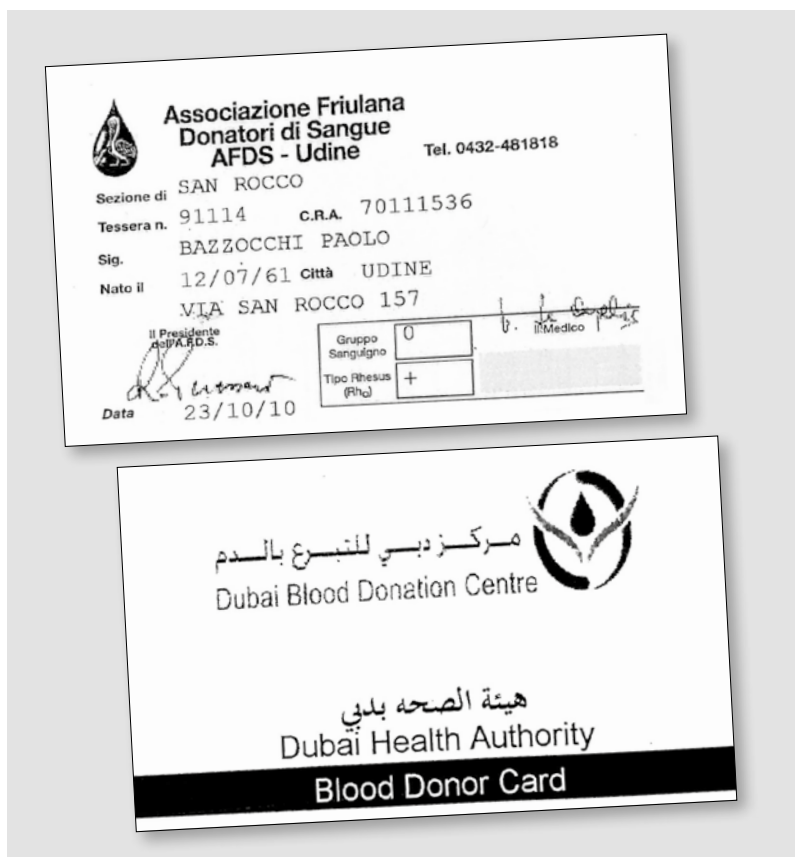 Associazione Friulana
Donatori di Sangue
AFDS - Udine Tel. 0432-481818
Sezione di SAN ROCCO
Tessera n. 91114 C.R.A. 70111536
Sig. BAZZOCCHI PAOLO
Nato il 12/07/61 Città UDINE
VIA SAN ROCCO 157
Il Presidente
dell'A.F.D.S.
Gruppo
Sanguigno
0
Il Medico
Tipo Rhesus
(Rho)
+
Data 23/10/10
مركز دبي للتبرع بالدم
Dubai Blood Donation Centre
هيئة الصحه بدبي
Dubai Health Authority
Blood Donor Card